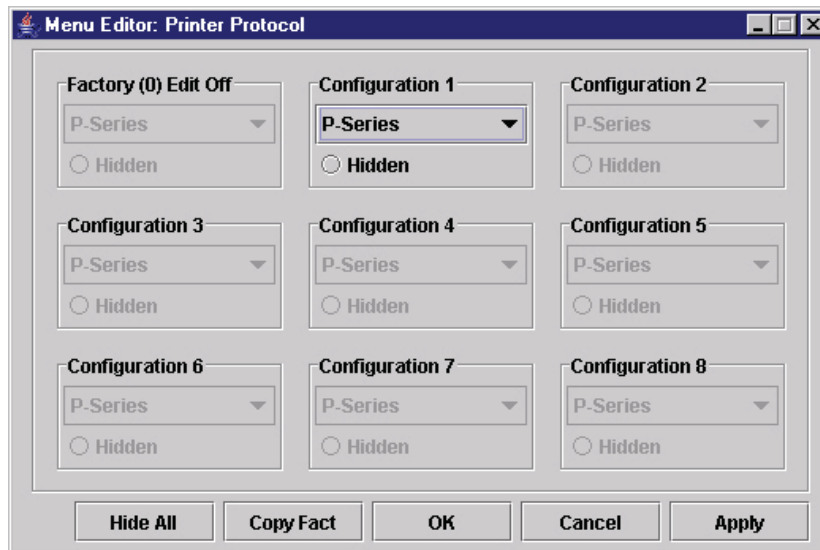 Menu Editor: Printer Protocol
Factory (0) Edit Off
P-Series
Hidden
Configuration 1
P-Series
Hidden
Configuration 2
P-Series
Hidden
Configuration 3
P-Series
Hidden
Configuration 4
P-Series
Hidden
Configuration 5
P-Series
Hidden
Configuration 6
P-Series
Hidden
Configuration 7
P-Series
Hidden
Configuration 8
P-Series
Hidden
Hide All
Copy Fact
OK
Cancel
Apply